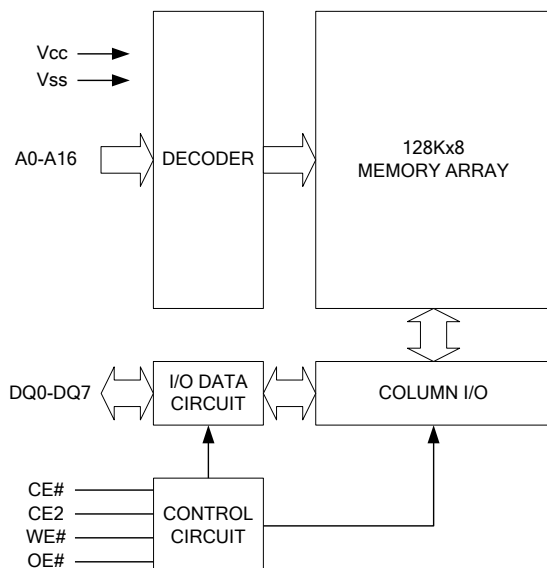 Vcc
Vss
A0-A16
DECODER
128Kx8
MEMORY ARRAY
DQ0-DQ7
I/O DATA
CIRCUIT
COLUMN I/O
CE#
CE2
WE#
OE#
CONTROL
CIRCUIT